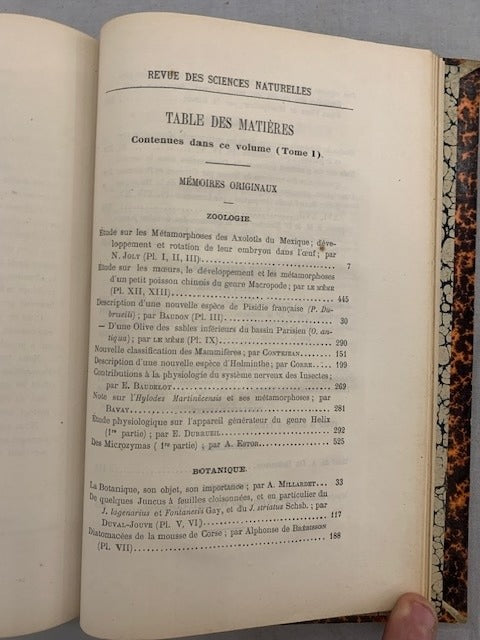 REVUE DES SCIENCES NATURELLES
TABLE DES MATIÈRES
Contenues dans ce volume (Tome I).
MÉMOIRES ORIGINAUX
ZOOLOGIE.
Étude sur les Métamorphoses des Axolotls du Mexique; déve-
loppement et rotation de leur embryon dans l'œuf; par
N. JOLY (Pl. I, II, III)........................ 7
Etude sur les mœurs, le développement et les métamorphoses
d'un petit poisson chinois du genre Macropode; par LE MÊME
(Pl. XII, XIII)........................ 445
Description d'une nouvelle espèce de Pisidie française (P. Du-
brueili); par BAUDON (Pl. III)........................ 30
— D'une Olive des sables inférieurs du bassin Parisien (O. an-
tiqua); par LE MÊME (Pl. IX)........................ 290
Nouvelle classification des Mammifères; par CONTEJEAN...... 151
Description d'une nouvelle espèce d'Helminthe; par CORRE... 199
Contributions à la physiologie du système nerveux des Insectes;
par E. BAUDELOT........................ 269
Note sur l'Hylodes Martinicensis et ses métamorphoses; par
BAVAY........................ 281
Étude physiologique sur l'appareil générateur du genre Helix
(1re partie); par E. DUBRUEIL........................ 292
Des Microzymas (1re partie); par A. ESTOR........................ 525
BOTANIQUE.
La Botanique, son objet, son importance; par A. MILLARDET... 33
De quelques Juncus à feuilles cloisonnées, et en particulier du
J. lagenarius et Fontanesii Gay, et du J. striatus Schsb.; par
DUVAL-JOUVE (Pl. V, VI)........................ 117
Diatomacées de la mousse de Corse; par Alphonse de BRÉBISSON
(Pl. VII)........................ 188